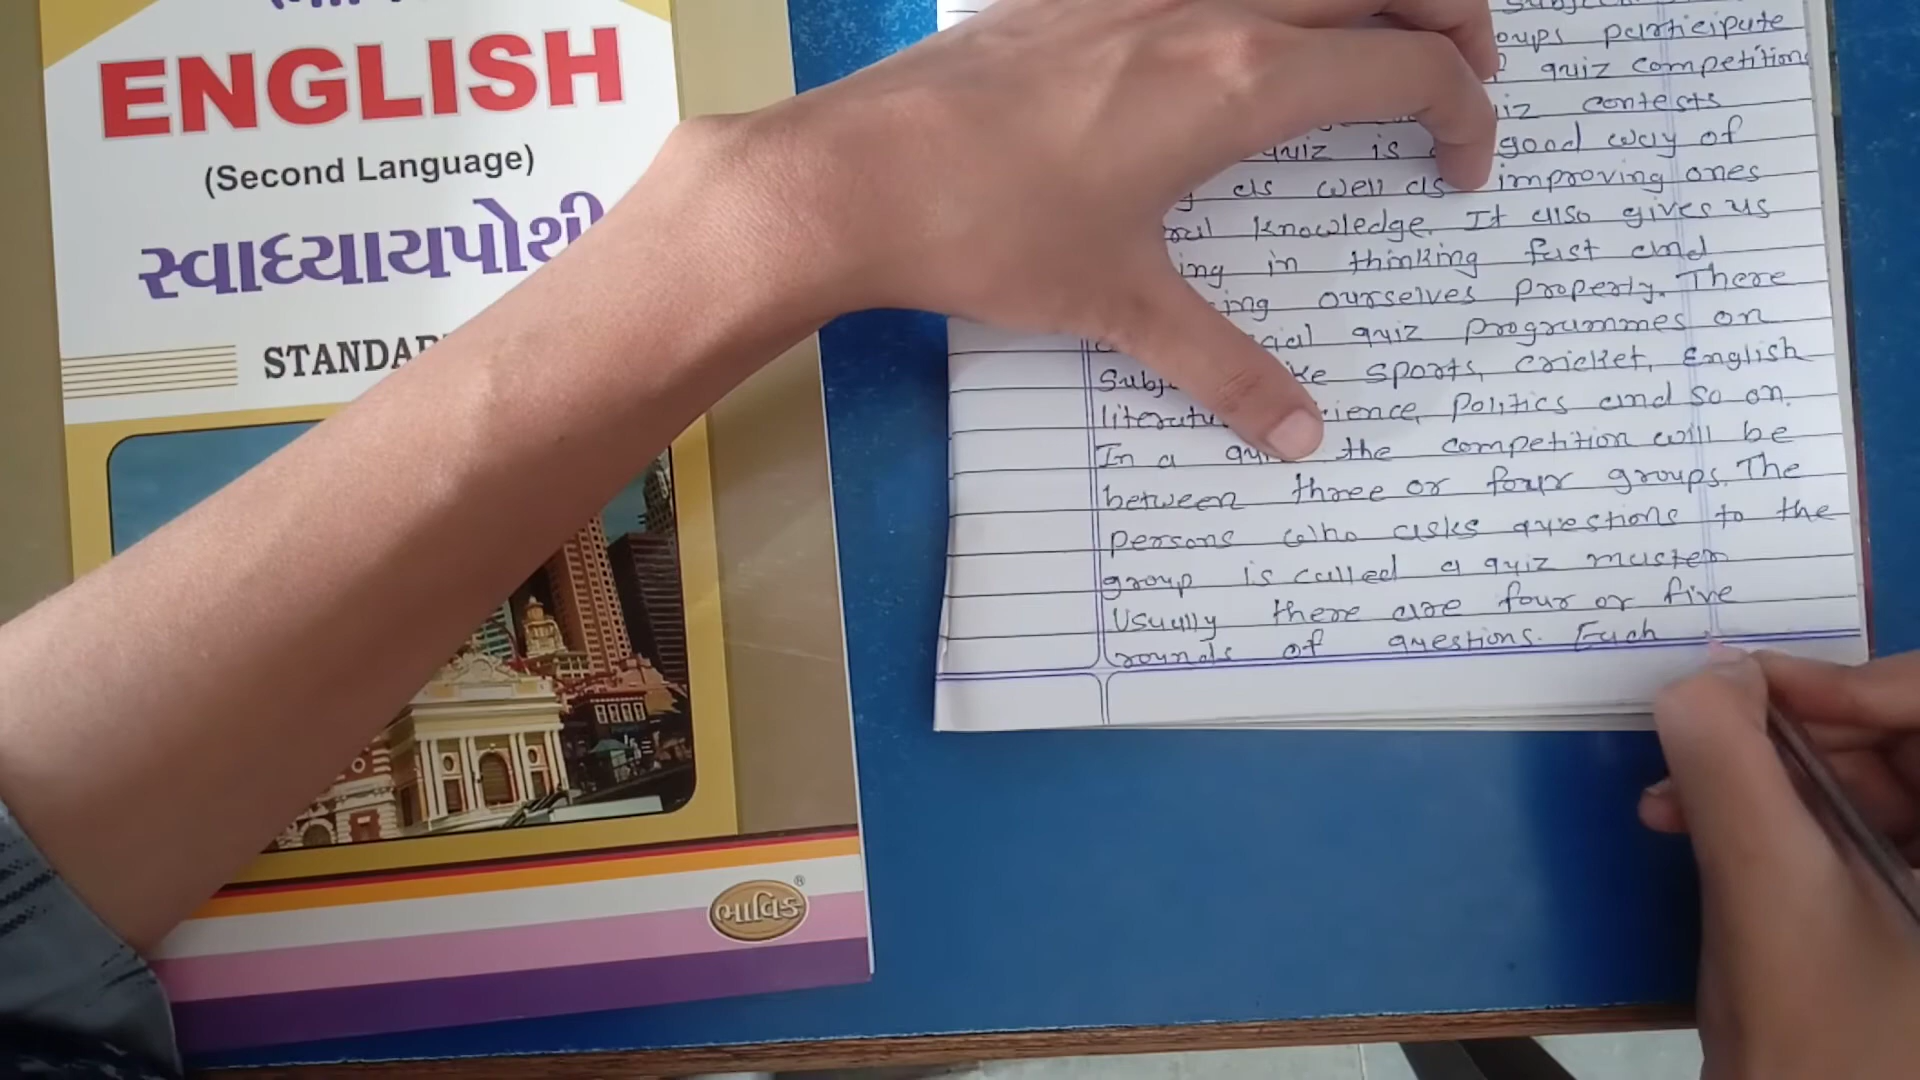 ENGLISH
(Second Language)
સ્વાધ્યાયપોથી
ભાવિક
participate
quiz competitions
contests
quiz is good way of
as well as improving ones
knowledge. It also gives us
in thinking fast and
ourselves properly. There
quiz programmes on
sports, cricket, English
Politics and so on.
In a the competition will be
between three or four groups. The
persons who asks questions to the
group is called a quiz master
Usually there are four or five
rounds of questions. Each